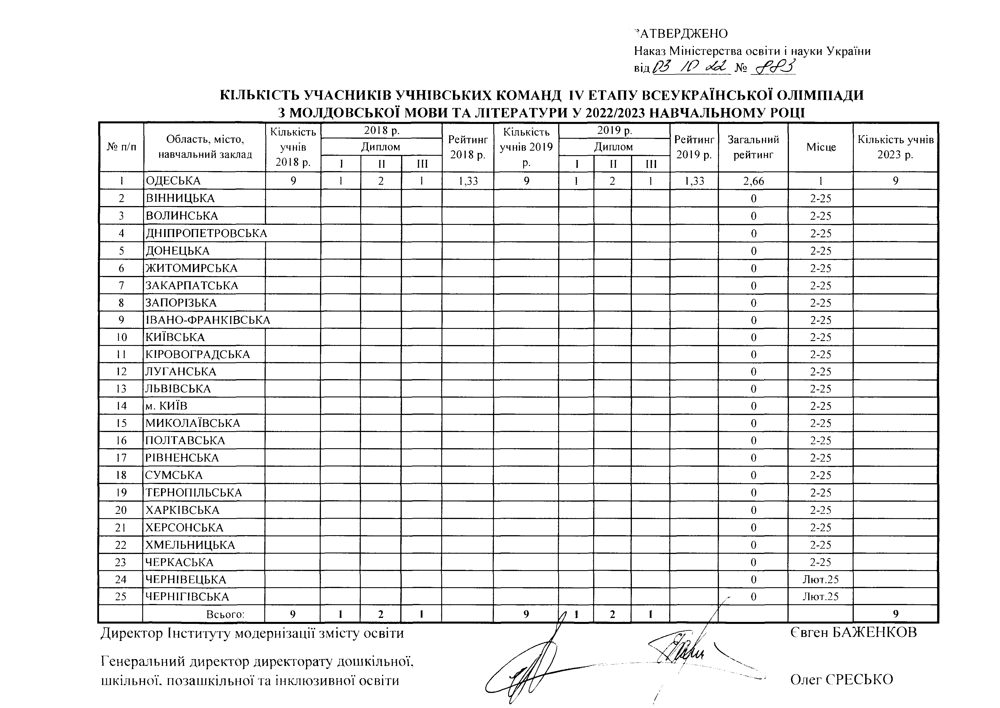 ЗАТВЕРДЖЕНО
Наказ Міністерства освіти і науки України
від 03 10 22 № 883
КІЛЬКІСТЬ УЧАСНИКІВ УЧНІВСЬКИХ КОМАНД IV ЕТАПУ ВСЕУКРАЇНСЬКОЇ ОЛІМПІАДИ
З МОЛДОВСЬКОЇ МОВИ ТА ЛІТЕРАТУРИ У 2022/2023 НАВЧАЛЬНОМУ РОЦІ
№ п/п
Область, місто,
навчальний заклад
Кількість
учнів
2018 р.
2018 р.
Диплом
I II III
Рейтинг
2018 р.
Кількість
учнів 2019
р.
2019 р.
Диплом
I II III
Рейтинг
2019 р.
Загальний
рейтинг
Місце
Кількість учнів
2023 р.
1 ОДЕСЬКА 9 1 2 1 1,33 9 1 2 1 1,33 2,66 1 9
2 ВІННИЦЬКА 0 2-25
3 ВОЛИНСЬКА 0 2-25
4 ДНІПРОПЕТРОВСЬКА 0 2-25
5 ДОНЕЦЬКА 0 2-25
6 ЖИТОМИРСЬКА 0 2-25
7 ЗАКАРПАТСЬКА 0 2-25
8 ЗАПОРІЗЬКА 0 2-25
9 ІВАНО-ФРАНКІВСЬКА 0 2-25
10 КИЇВСЬКА 0 2-25
11 КІРОВОГРАДСЬКА 0 2-25
12 ЛУГАНСЬКА 0 2-25
13 ЛЬВІВСЬКА 0 2-25
14 м. КИЇВ 0 2-25
15 МИКОЛАЇВСЬКА 0 2-25
16 ПОЛТАВСЬКА 0 2-25
17 РІВНЕНСЬКА 0 2-25
18 СУМСЬКА 0 2-25
19 ТЕРНОПІЛЬСЬКА 0 2-25
20 ХАРКІВСЬКА 0 2-25
21 ХЕРСОНСЬКА 0 2-25
22 ХМЕЛЬНИЦЬКА 0 2-25
23 ЧЕРКАСЬКА 0 2-25
24 ЧЕРНІВЕЦЬКА 0 Лют.25
25 ЧЕРНІГІВСЬКА 0 Лют.25
Всього: 9 1 2 1 9 1 2 1 9
Директор Інституту модернізації змісту освіти Євген БАЖЕНКОВ
Генеральний директор директорату дошкільної,
шкільної, позашкільної та інклюзивної освіти Олег ЄРЕСЬКО